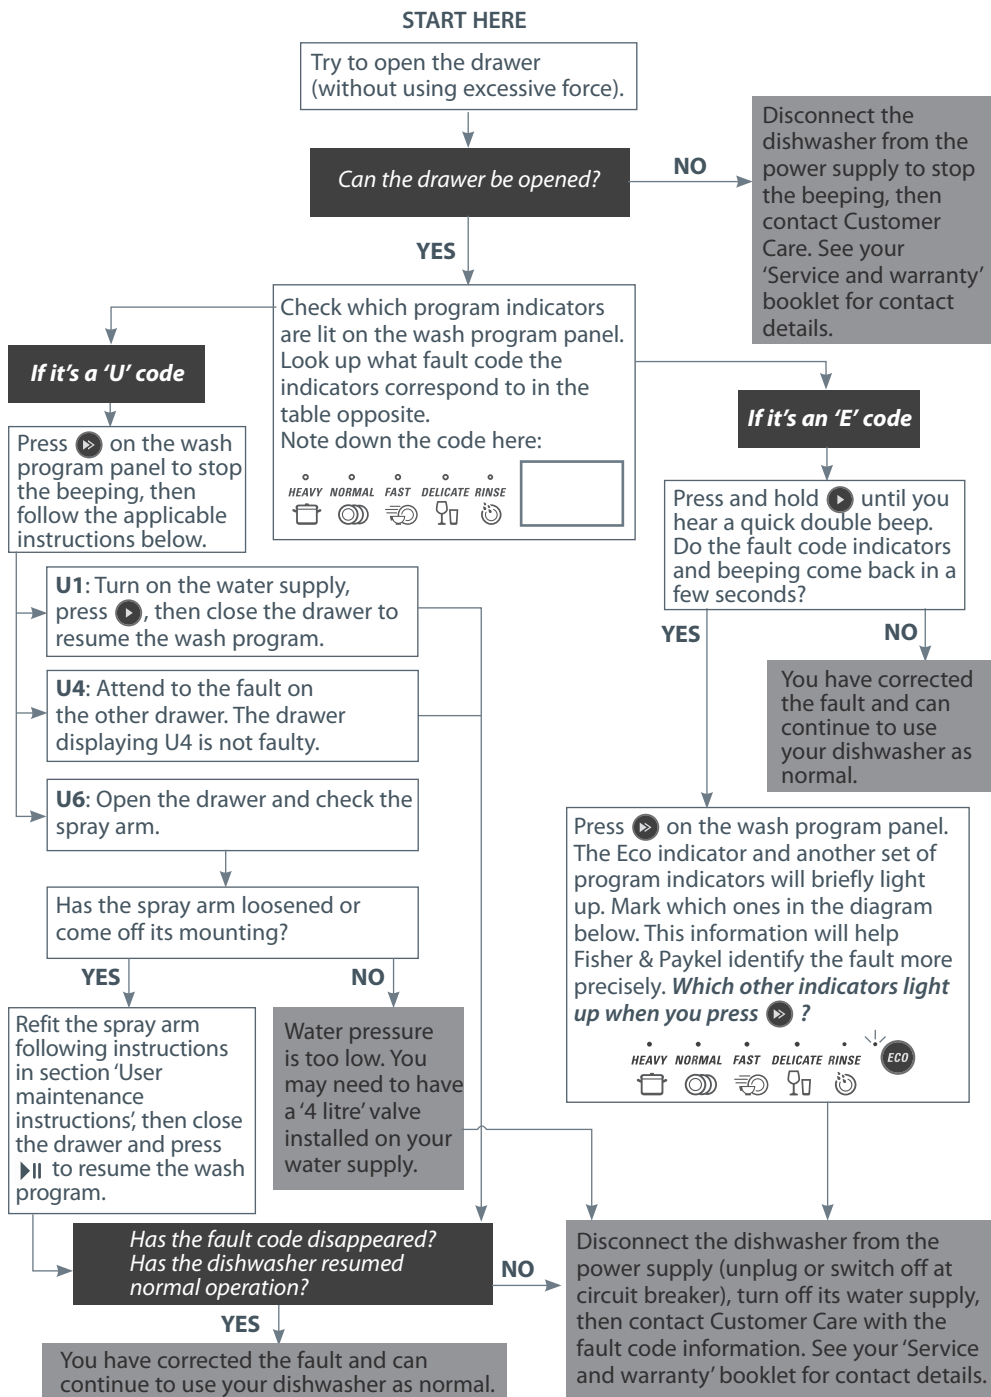 START HERE
Try to open the drawer
(without using excessive force).
Can the drawer be opened?
NO
Disconnect the
dishwasher from the
power supply to stop
the beeping, then
contact Customer
Care. See your
‘Service and warranty’
booklet for contact
details.
YES
Check which program indicators
are lit on the wash program panel.
Look up what fault code the
indicators correspond to in the
table opposite.
Note down the code here:
HEAVY NORMAL FAST DELICATE RINSE
If it’s a ‘U’ code
Press on the wash
program panel to stop
the beeping, then
follow the applicable
instructions below.
U1: Turn on the water supply,
press , then close the drawer to
resume the wash program.
U4: Attend to the fault on
the other drawer. The drawer
displaying U4 is not faulty.
U6: Open the drawer and check the
spray arm.
Has the spray arm loosened or
come off its mounting?
YES
NO
Refit the spray arm
following instructions
in section ‘User
maintenance
instructions’, then close
the drawer and press
to resume the wash
program.
Water pressure
is too low. You
may need to have
a ‘4 litre’ valve
installed on your
water supply.
If it’s an ‘E’ code
Press and hold until you
hear a quick double beep.
Do the fault code indicators
and beeping come back in a
few seconds?
YES
NO
You have corrected
the fault and can
continue to use
your dishwasher as
normal.
Press on the wash program panel.
The Eco indicator and another set of
program indicators will briefly light
up. Mark which ones in the diagram
below. This information will help
Fisher & Paykel identify the fault more
precisely. Which other indicators light
up when you press ?
HEAVY NORMAL FAST DELICATE RINSE ECO
Has the fault code disappeared?
Has the dishwasher resumed
normal operation?
NO
YES
You have corrected the fault and can
continue to use your dishwasher as normal.
Disconnect the dishwasher from the
power supply (unplug or switch off at
circuit breaker), turn off its water supply,
then contact Customer Care with the
fault code information. See your ‘Service
and warranty’ booklet for contact details.